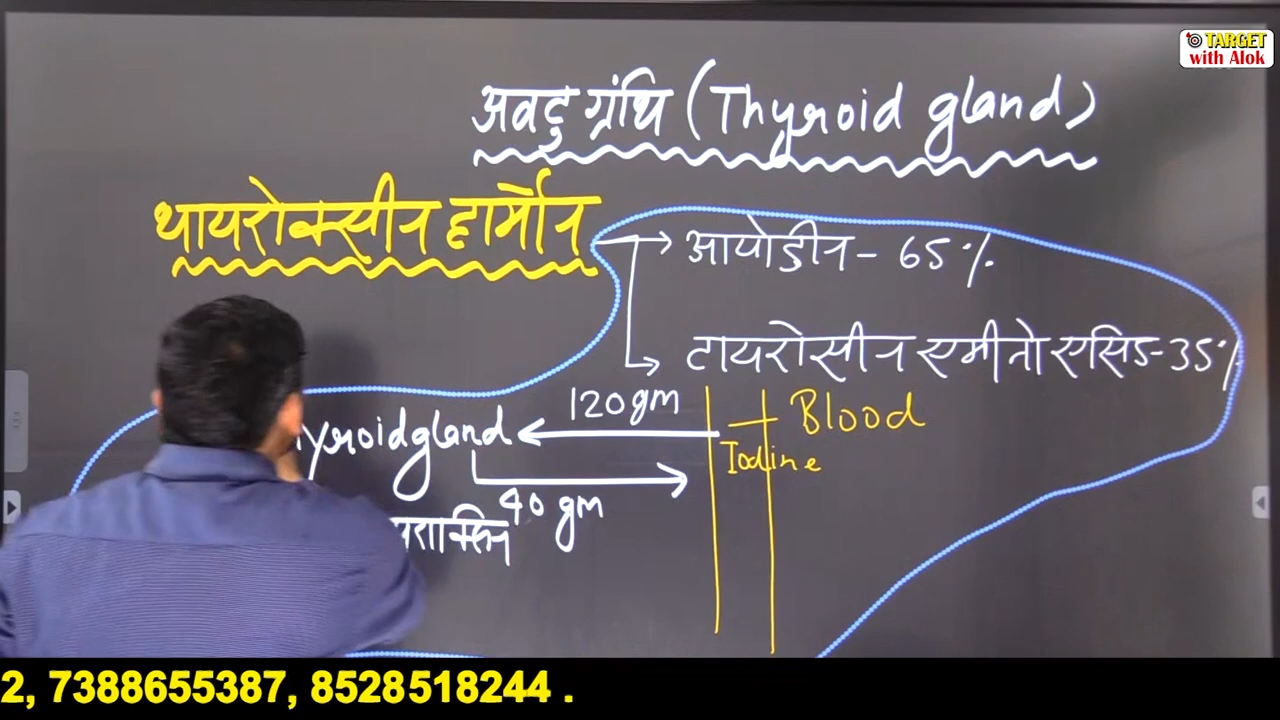 TARGET
with Alok
अवटु ग्रंथि (Thyroid gland)
थायरोक्सीन हार्मोन
आयोडीन - 65%
टायरोसीन एमीनो एसिड - 35%
120gm
Blood
yroidgland
Iodine
40 gm
2, 7388655387, 8528518244 .